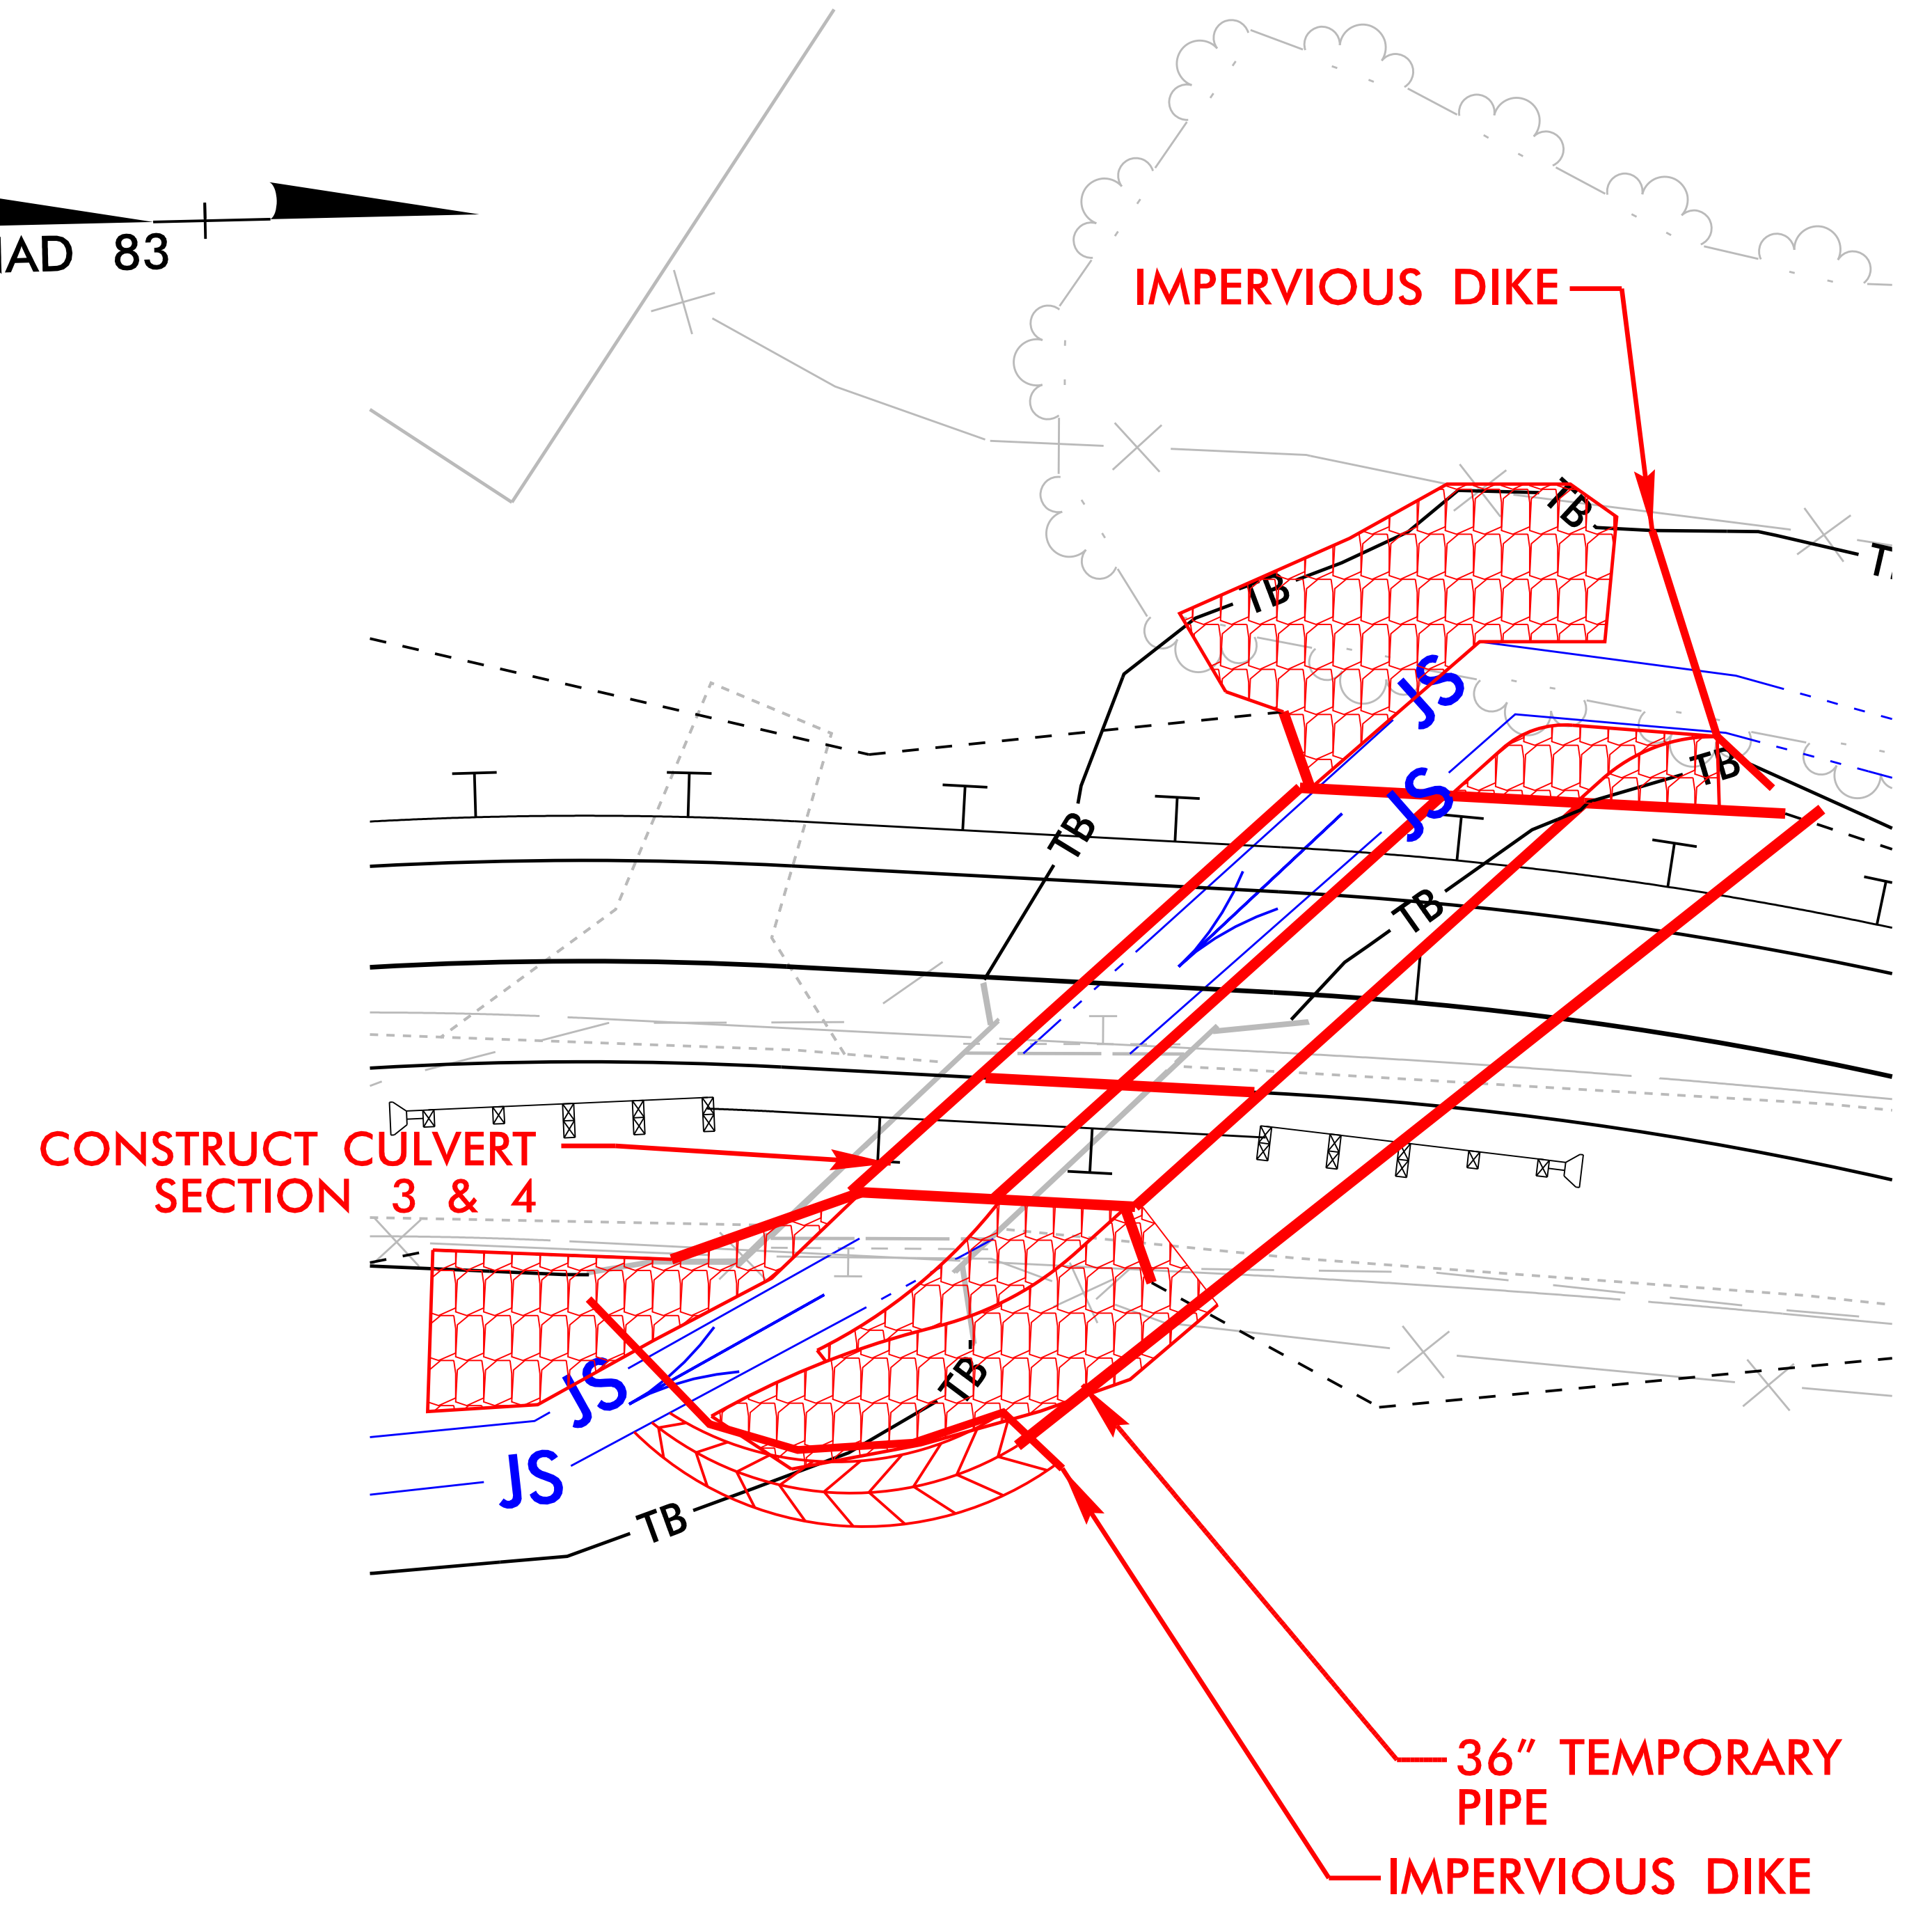 IMPERVIOUS DIKE
83
TB
TB
TB
TB
TB
JS
JS
CONSTRUCT CULVERT
SECTION 3 & 4
TB
JS
JS
TB
36" TEMPORARY
PIPE
IMPERVIOUS DIKE